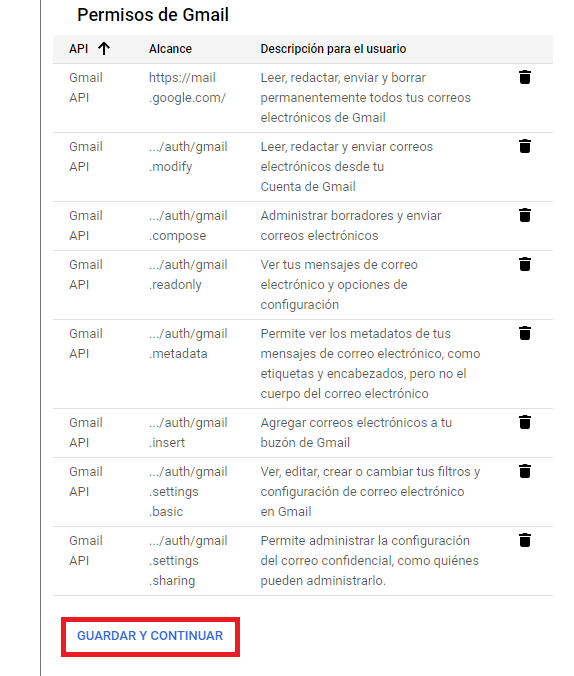 Permisos de Gmail
API ↑ Alcance Descripción para el usuario
Gmail https://mail Leer, redactar, enviar y borrar
API .google.com/ permanentemente todos tus correos
electrónicos de Gmail
Gmail .../auth/gmail Leer, redactar y enviar correos
API .modify electrónicos desde tu
Cuenta de Gmail
Gmail .../auth/gmail Administrar borradores y enviar
API .compose correos electrónicos
Gmail .../auth/gmail Ver tus mensajes de correo
API .readonly electrónico y opciones de
configuración
Gmail .../auth/gmail Permite ver los metadatos de tus
API .metadata mensajes de correo electrónico, como
etiquetas y encabezados, pero no el
cuerpo del correo electrónico
Gmail .../auth/gmail Agregar correos electrónicos a tu
API .insert buzón de Gmail
Gmail .../auth/gmail Ver, editar, crear o cambiar tus filtros y
API .settings configuración de correo electrónico
.basic en Gmail
Gmail .../auth/gmail Permite administrar la configuración
API .settings del correo confidencial, como quiénes
.sharing pueden administrarlo.
GUARDAR Y CONTINUAR